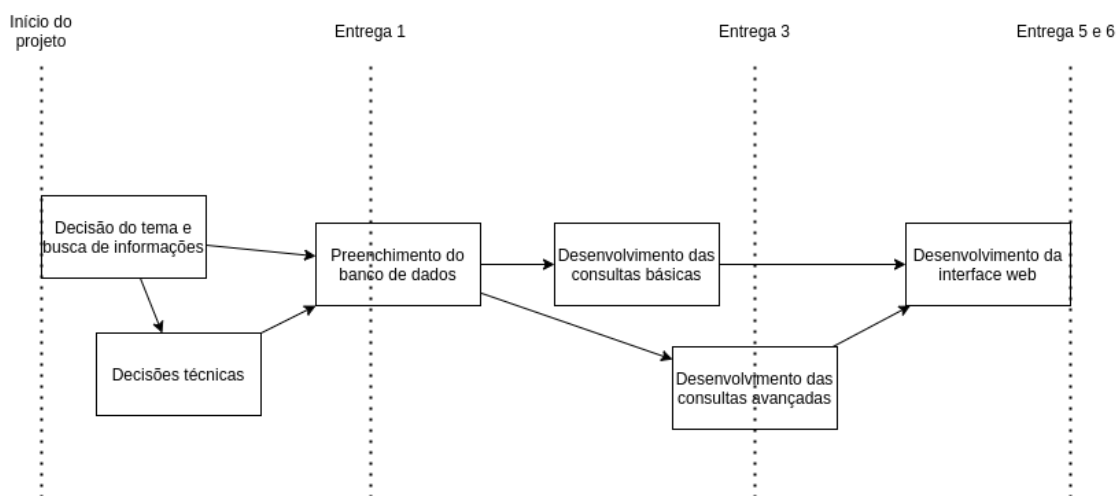 Início do
projeto
Entrega 1
Entrega 3
Entrega 5 e 6
Decisão do tema e
busca de informações
Preenchimento do
banco de dados
Desenvolvimento das
consultas básicas
Desenvolvimento da
interface web
Decisões técnicas
Desenvolvimento das
consultas avançadas